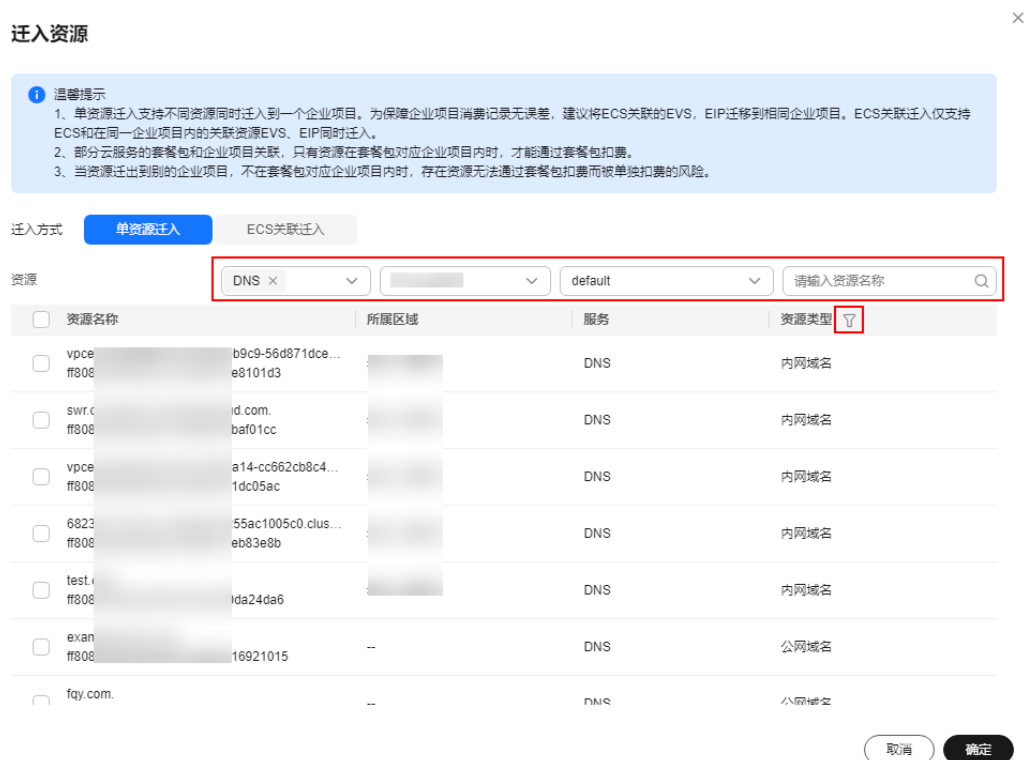 迁入资源
温馨提示
1、单资源迁入支持不同资源同时迁入到一个企业项目。为保障企业项目消费记录无误差，建议将ECS关联的EVS，EIP迁移到相同企业项目。ECS关联迁入仅支持
ECS和在同一企业项目内的关联资源EVS、EIP同时迁入。
2、部分云服务的套餐包和企业项目关联，只有资源在套餐包对应企业项目内时，才能通过套餐包扣费。
3、当资源迁出到别的企业项目，不在套餐包对应企业项目内时，存在资源无法通过套餐包扣费而被单独扣费的风险。
迁入方式 单资源迁入 ECS关联迁入
资源 DNS default 请输入资源名称
资源名称 所属区域 服务 资源类型
vpce b9c9-56d871dce... DNS 内网域名
ff808 e8101d3
swr.c d.com. DNS 内网域名
ff808 baf01cc
vpce a14-cc662cb8c4... DNS 内网域名
ff808 1dc05ac
6823 55ac1005c0.clus... DNS 内网域名
ff808 eb83e8b
test. DNS 内网域名
ff808 0da24da6
exam -- DNS 公网域名
ff808 16921015
fqy.com. -- DNS 公网域名
取消 确定